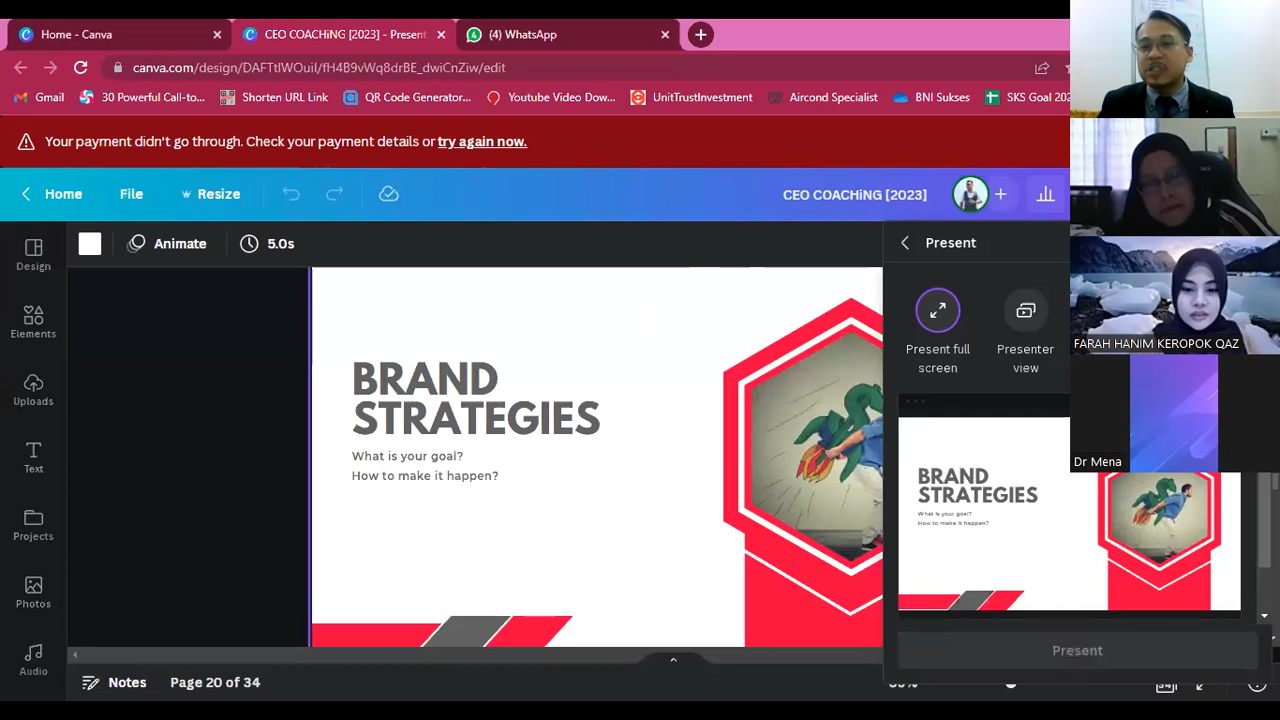 Home - Canva
CEO COACHiNG [2023] - Present
(4) WhatsApp
canva.com/design/DAFTtlWOuiI/fH4B9vWq8drBE_dwiCnZiw/edit
Gmail
30 Powerful Call-to...
Shorten URL Link
QR Code Generator...
Youtube Video Dow...
UnitTrustInvestment
Aircond Specialist
BNI Sukses
SKS Goal 202
Your payment didn't go through. Check your payment details or try again now.
Home
File
Resize
CEO COACHiNG [2023]
Animate
5.0s
Present
Design
Elements
Uploads
Text
Projects
Photos
Audio
BRAND
STRATEGIES
What is your goal?
How to make it happen?
Present full
screen
Presenter
view
BRAND
STRATEGIES
What is your goal?
How to make it happen?
Present
FARAH HANIM KEROPOK QAZ
Dr Mena
Notes
Page 20 of 34